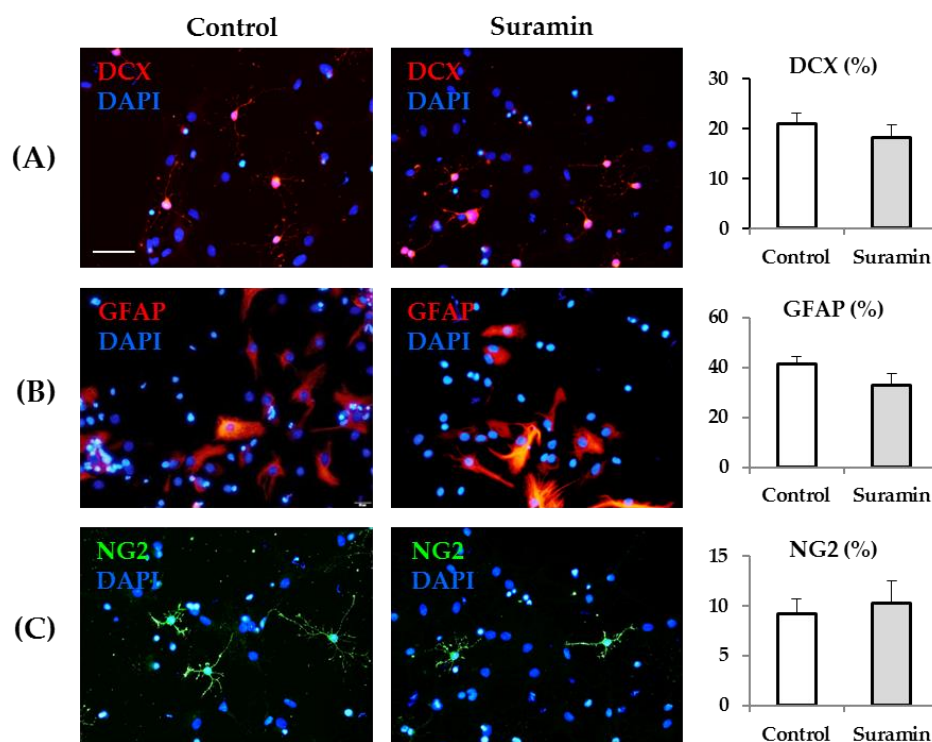 Control
Suramin
(A)
DCX
DAPI
DCX
DAPI
DCX (%)
30
20
10
0
Control
Suramin
(B)
GFAP
DAPI
GFAP
DAPI
GFAP (%)
60
40
20
0
Control
Suramin
(C)
NG2
DAPI
NG2
DAPI
NG2 (%)
15
10
5
0
Control
Suramin